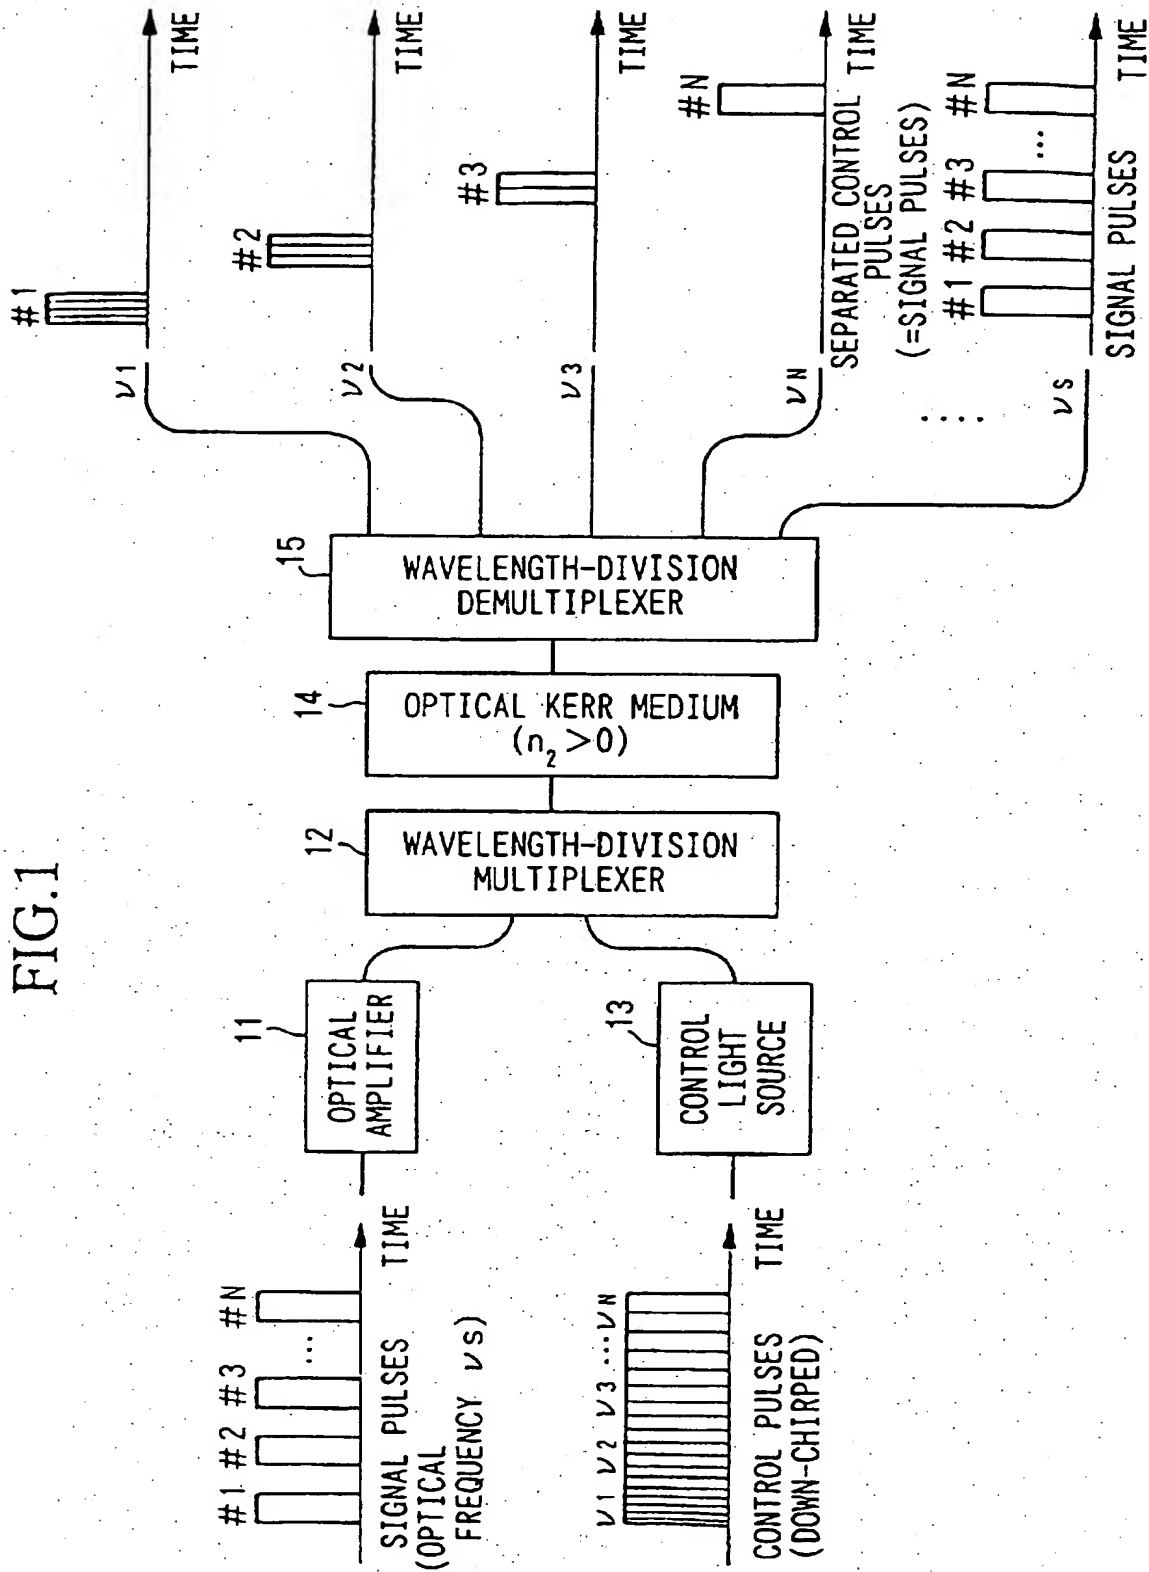 FIG.1
#1 #2 #3 ... #N
TIME
SIGNAL PULSES
(OPTICAL
FREQUENCY νs)
ν1 ν2 ν3 ...νN
TIME
CONTROL PULSES
(DOWN-CHIRPED)
11
OPTICAL
AMPLIFIER
13
CONTROL
LIGHT
SOURCE
12
WAVELENGTH-DIVISION
MULTIPLEXER
14
OPTICAL KERR MEDIUM
(n2>0)
15
WAVELENGTH-DIVISION
DEMULTIPLEXER
ν1
#1
TIME
ν2
#2
TIME
ν3
#3
TIME
νN
#N
TIME
SEPARATED CONTROL
PULSES
(=SIGNAL PULSES)
....
νS
#1 #2 #3 ... #N
TIME
SIGNAL PULSES